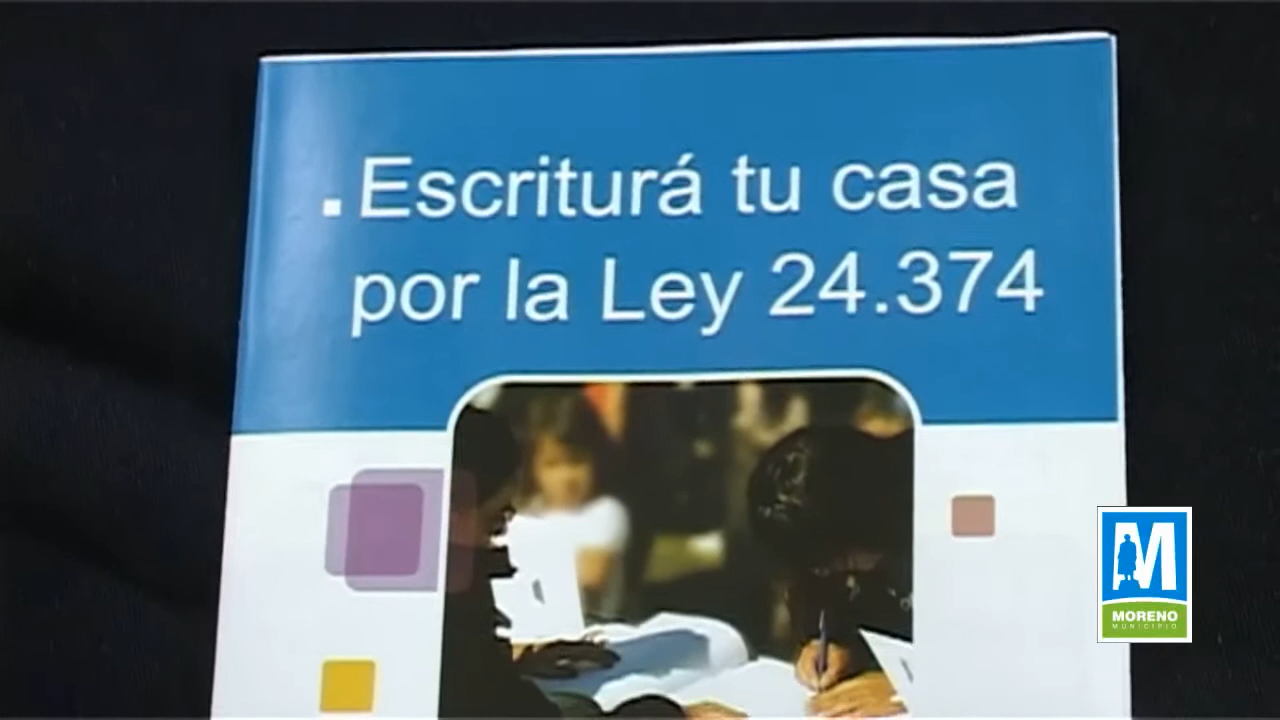 . Escriturá tu casa
por la Ley 24.374
M
MORENO
MUNICIPIO